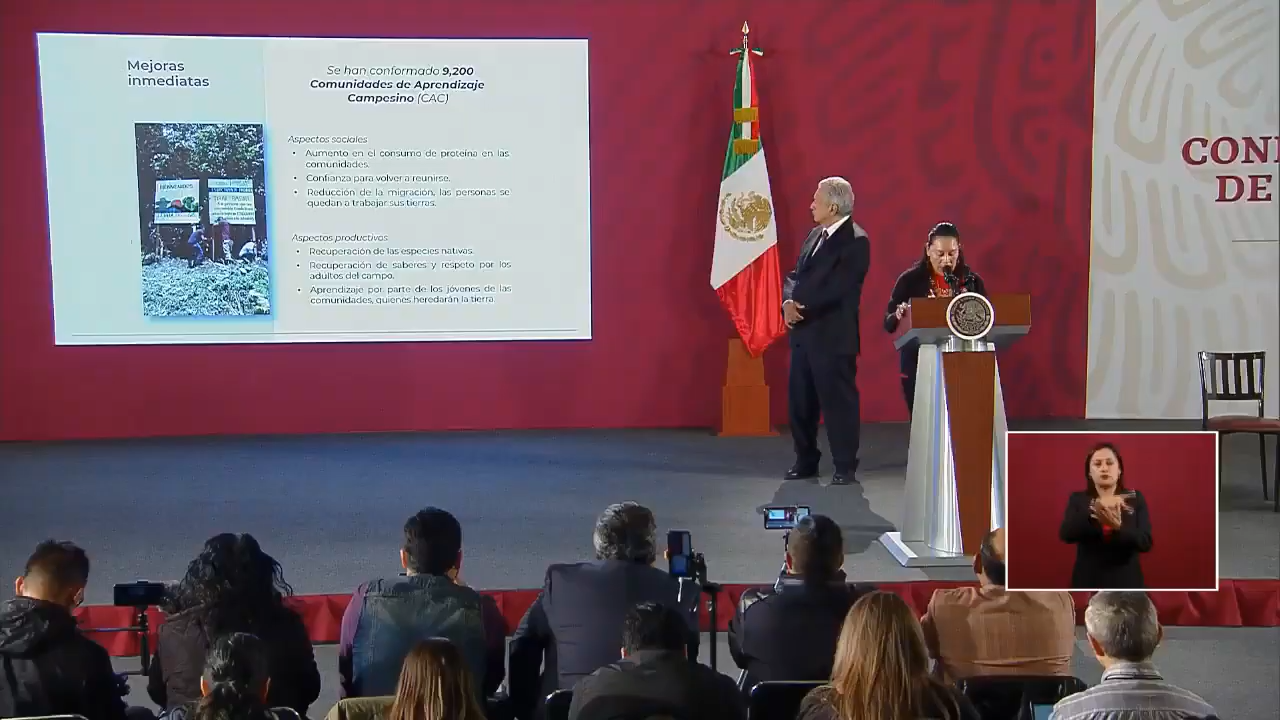 Mejoras
inmediatas
Se han conformado 9,200
Comunidades de Aprendizaje
Campesino (CAC)
Aspectos sociales
• Aumento en el consumo de proteína en las
comunidades.
• Confianza para volver a reunirse.
• Reducción de la migración, las personas se
quedan a trabajar sus tierras.
Aspectos productivos
• Recuperación de las especies nativas.
• Recuperación de saberes y respeto por los
adultos del campo.
• Aprendizaje por parte de los jóvenes de las
comunidades, quienes heredarán la tierra
BIENVENIDOS
CON
DE